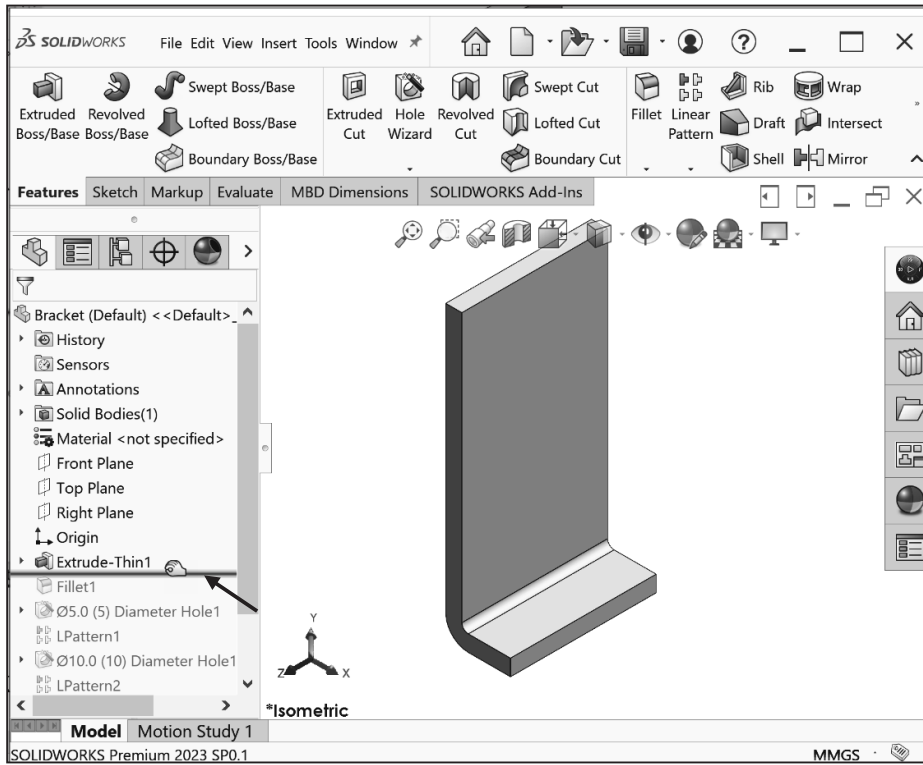 DS SOLIDWORKS File Edit View Insert Tools Window
Extruded Boss/Base
Revolved Boss/Base
Swept Boss/Base
Lofted Boss/Base
Boundary Boss/Base
Extruded Cut
Hole Wizard
Revolved Cut
Swept Cut
Lofted Cut
Boundary Cut
Fillet
Linear Pattern
Rib
Draft
Shell
Wrap
Intersect
Mirror
Features Sketch Markup Evaluate MBD Dimensions SOLIDWORKS Add-Ins
Bracket (Default) <<Default>_
History
Sensors
Annotations
Solid Bodies(1)
Material <not specified>
Front Plane
Top Plane
Right Plane
Origin
Extrude-Thin1
Fillet1
Ø5.0 (5) Diameter Hole1
LPattern1
Ø10.0 (10) Diameter Hole1
LPattern2
Y
Z X
*Isometric
Model Motion Study 1
SOLIDWORKS Premium 2023 SP0.1 MMGS